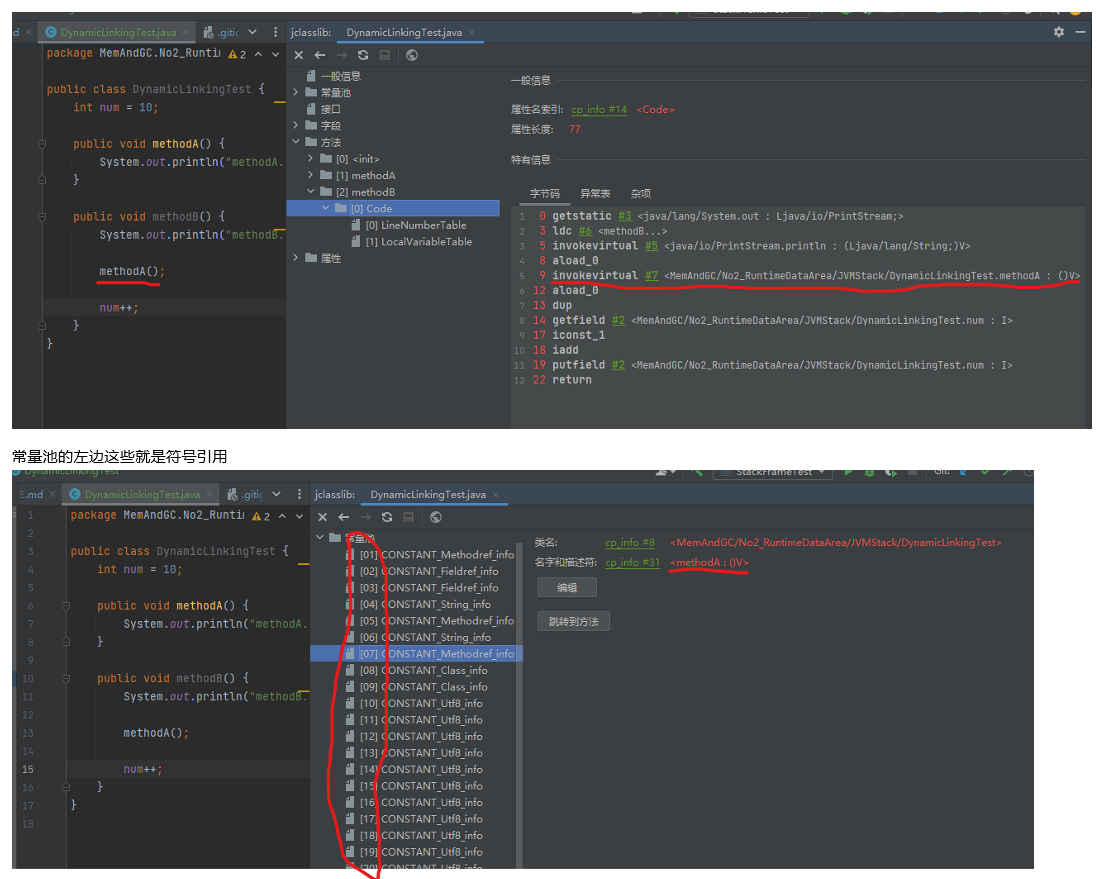 DynamicLinkingTest.java
.gitig
jclasslib:
DynamicLinkingTest.java
package MemAndGC.No2_Runti
2
public class DynamicLinkingTest {
int num = 10;
public void methodA() {
System.out.println("methodA.
}
public void methodB() {
System.out.println("methodB.
methodA();
num++;
}
}
一般信息
常量池
接口
字段
方法
[0] <init>
[1] methodA
[2] methodB
[0] Code
[0] LineNumberTable
[1] LocalVariableTable
属性
一般信息
属性名索引: cp_info #14 <Code>
属性长度: 77
特有信息
字节码 异常表 杂项
1 0 getstatic #3 <java/lang/System.out : Ljava/io/PrintStream;>
2 3 ldc #6 <methodB...>
3 5 invokevirtual #5 <java/io/PrintStream.println : (Ljava/lang/String;)V>
4 8 aload_0
5 9 invokevirtual #7 <MemAndGC/No2_RuntimeDataArea/JVMStack/DynamicLinkingTest.methodA : ()V>
6 12 aload_0
7 13 dup
8 14 getfield #2 <MemAndGC/No2_RuntimeDataArea/JVMStack/DynamicLinkingTest.num : I>
9 17 iconst_1
10 18 iadd
11 19 putfield #2 <MemAndGC/No2_RuntimeDataArea/JVMStack/DynamicLinkingTest.num : I>
12 22 return
常量池的左边这些就是符号引用
DynamicLinkingTest
StackFrameTest
Git:
E.md
DynamicLinkingTest.java
.gitig
jclasslib:
DynamicLinkingTest.java
1 package MemAndGC.No2_Runti
2
2
3 public class DynamicLinkingTest {
4 int num = 10;
5
6 public void methodA() {
7 System.out.println("methodA.
8 }
9
10 public void methodB() {
11 System.out.println("methodB.
12
13 methodA();
14
15 num++;
16 }
17 }
18
常量池
[01] CONSTANT_Methodref_info
[02] CONSTANT_Fieldref_info
[03] CONSTANT_Fieldref_info
[04] CONSTANT_String_info
[05] CONSTANT_Methodref_info
[06] CONSTANT_String_info
[07] CONSTANT_Methodref_info
[08] CONSTANT_Class_info
[09] CONSTANT_Class_info
[10] CONSTANT_Utf8_info
[11] CONSTANT_Utf8_info
[12] CONSTANT_Utf8_info
[13] CONSTANT_Utf8_info
[14] CONSTANT_Utf8_info
[15] CONSTANT_Utf8_info
[16] CONSTANT_Utf8_info
[17] CONSTANT_Utf8_info
[18] CONSTANT_Utf8_info
[19] CONSTANT_Utf8_info
[20] CONSTANT_Utf8_info
类名: cp_info #8 <MemAndGC/No2_RuntimeDataArea/JVMStack/DynamicLinkingTest>
名字和描述符: cp_info #31 <methodA : ()V>
编辑
跳转到方法